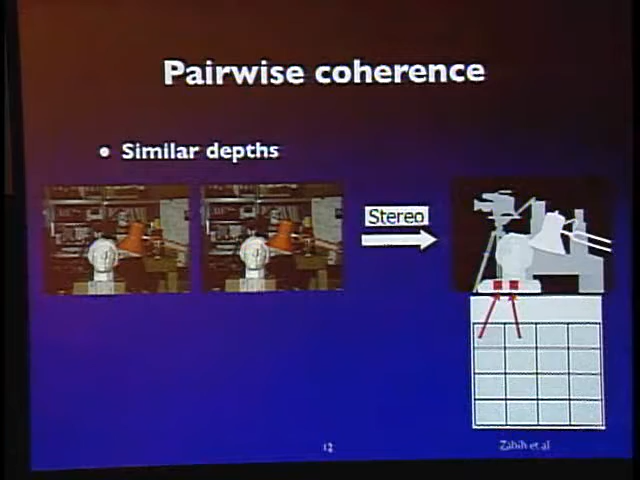 Pairwise coherence
• Similar depths
Stereo
12
Zabih et al